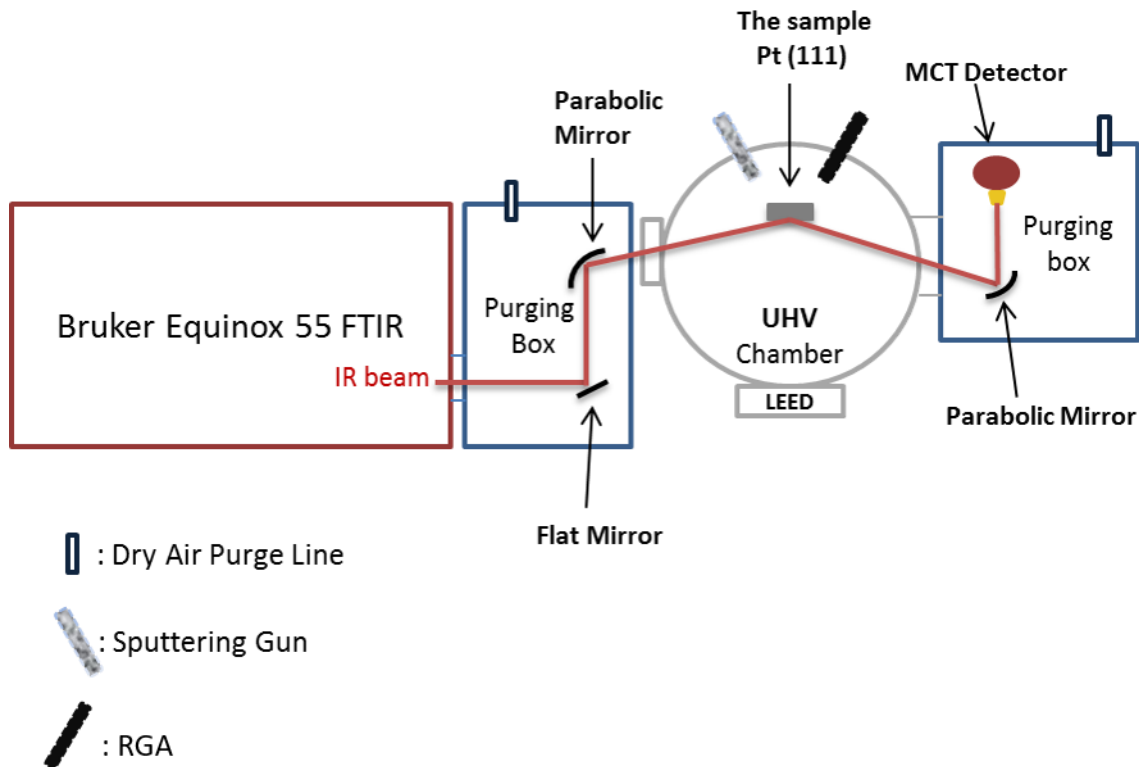 The sample
Pt (111)
MCT Detector
Parabolic
Mirror
Purging
box
Purging
Box
Bruker Equinox 55 FTIR
IR beam
UHV
Chamber
LEED
Parabolic Mirror
Flat Mirror
: Dry Air Purge Line
: Sputtering Gun
: RGA